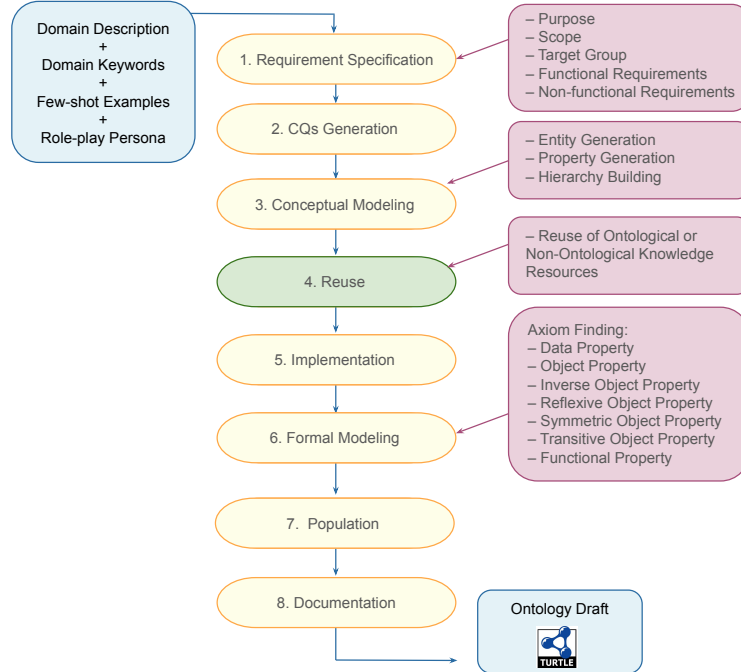 Domain Description
+
Domain Keywords
+
Few-shot Examples
+
Role-play Persona
1. Requirement Specification
– Purpose
– Scope
– Target Group
– Functional Requirements
– Non-functional Requirements
2. CQs Generation
– Entity Generation
– Property Generation
– Hierarchy Building
3. Conceptual Modeling
– Reuse of Ontological or
Non-Ontological Knowledge
Resources
4. Reuse
5. Implementation
Axiom Finding:
– Data Property
– Object Property
– Inverse Object Property
– Reflexive Object Property
– Symmetric Object Property
– Transitive Object Property
– Functional Property
6. Formal Modeling
7. Population
8. Documentation
Ontology Draft
TURTLE